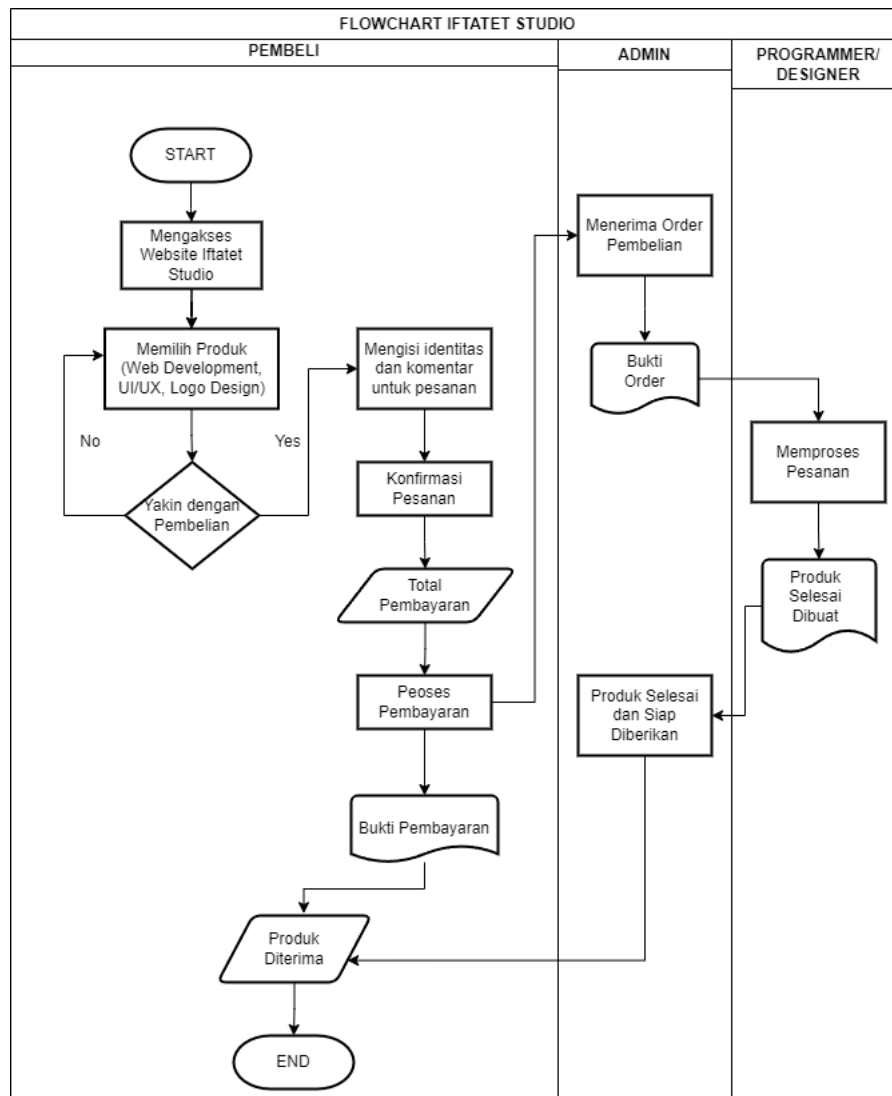 FLOWCHART IFTATET STUDIO
PEMBELI
ADMIN
PROGRAMMER/
DESIGNER
START
Mengakses
Website Iftatet
Studio
Memilih Produk
(Web Development,
UI/UX, Logo Design)
No
Yes
Yakin dengan
Pembelian
Mengisi identitas
dan komentar
untuk pesanan
Konfirmasi
Pesanan
Total
Pembayaran
Peoses
Pembayaran
Bukti Pembayaran
Produk
Diterima
END
Menerima Order
Pembelian
Bukti
Order
Memproses
Pesanan
Produk
Selesai
Dibuat
Produk Selesai
dan Siap
Diberikan